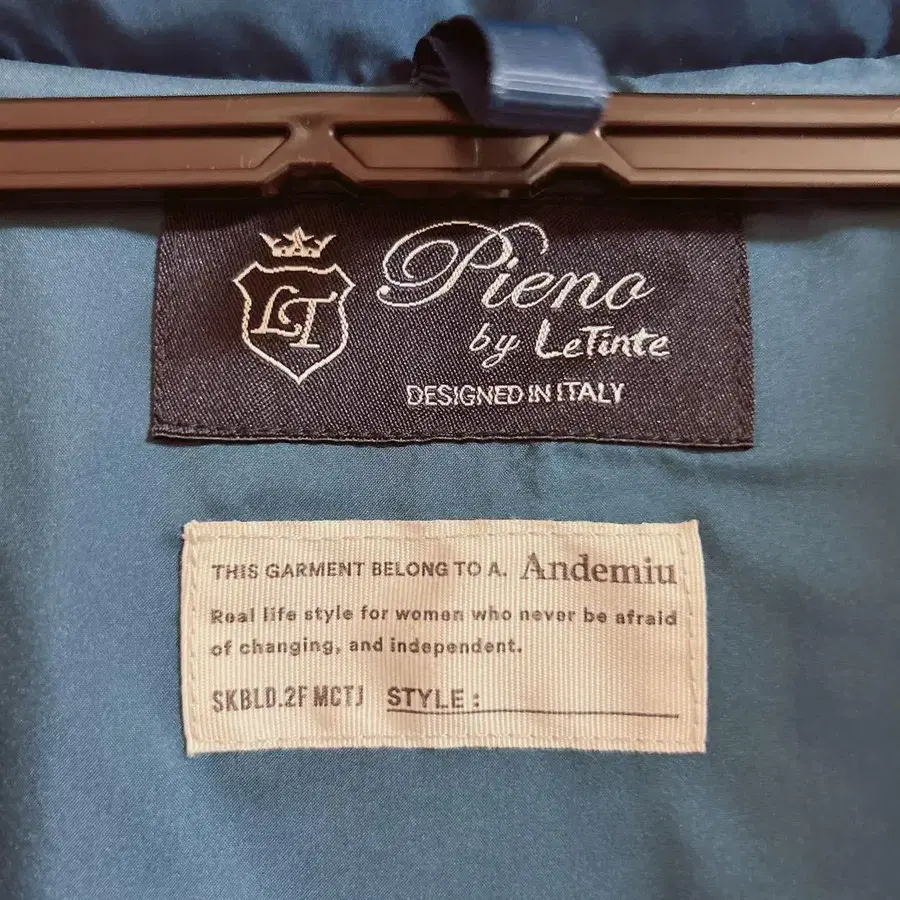 LT
Pieno
by LeTinte
DESIGNED IN ITALY
THIS GARMENT BELONG TO A. Andemiu
Real life style for women who never be afraid
of changing, and independent.
SKBLD.2F MCTJ STYLE :